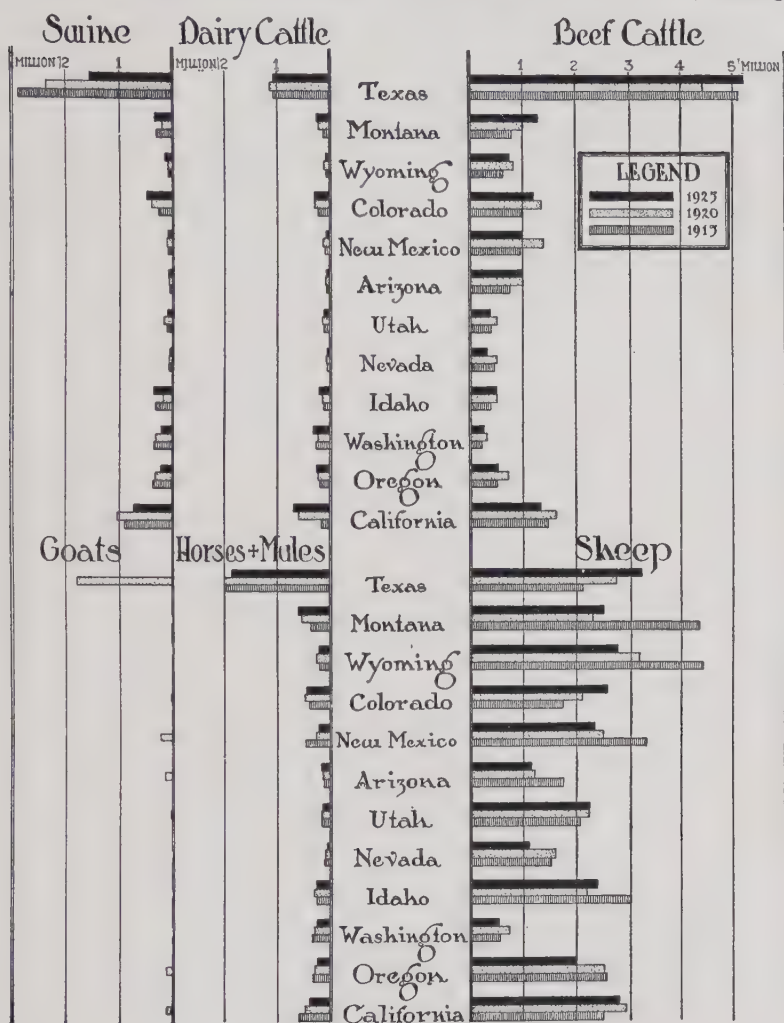 Swine Dairy Cattle Beef Cattle
MILLION 2 1 MILLION 2 1 1 2 3 4 5 MILLION
Texas
Montana
Wyoming
LEGEND
1925
1920
1915
Colorado
New Mexico
Arizona
Utah
Nevada
Idaho
Washington
Oregon
California
Goats Horses+Mules Sheep
Texas
Montana
Wyoming
Colorado
New Mexico
Arizona
Utah
Nevada
Idaho
Washington
Oregon
California